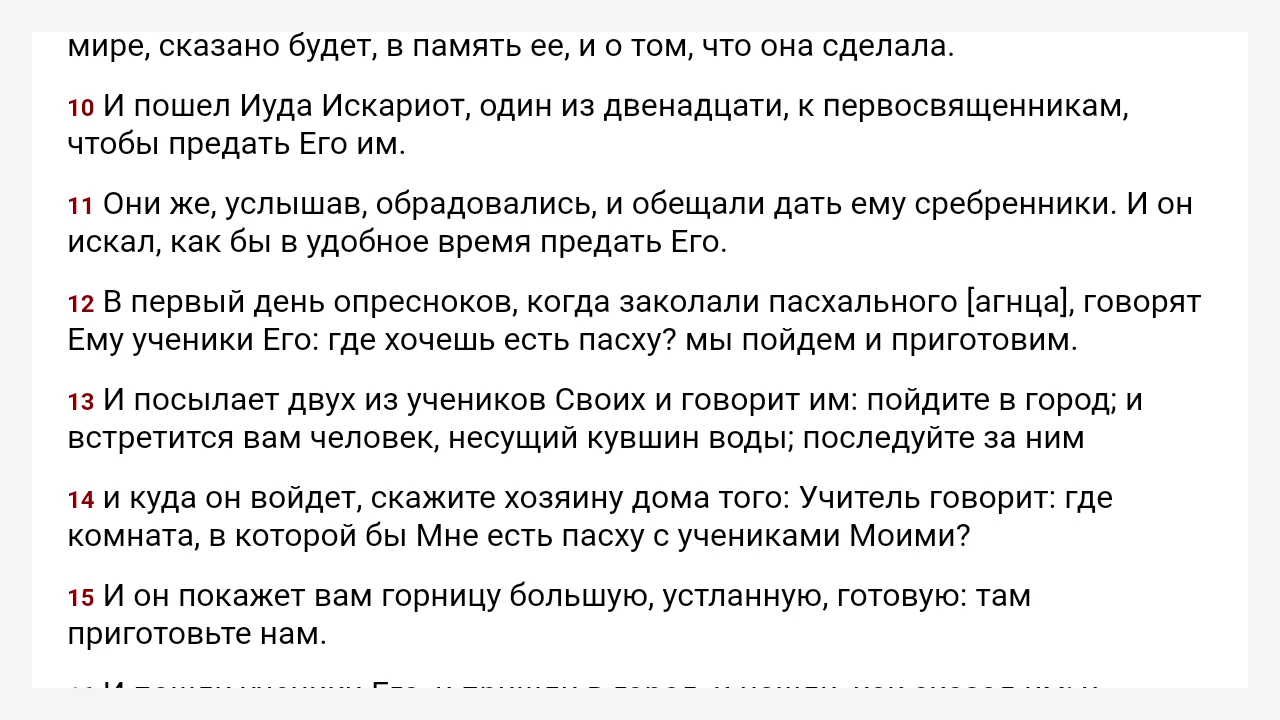 мире, сказано будет, в память ее, и о том, что она сделала.
10 И пошел Иуда Искариот, один из двенадцати, к первосвященникам,
чтобы предать Его им.
11 Они же, услышав, обрадовались, и обещали дать ему сребренники. И он
искал, как бы в удобное время предать Его.
12 В первый день опресноков, когда заколали пасхального [агнца], говорят
Ему ученики Его: где хочешь есть пасху? мы пойдем и приготовим.
13 И посылает двух из учеников Своих и говорит им: пойдите в город; и
встретится вам человек, несущий кувшин воды; последуйте за ним
14 и куда он войдет, скажите хозяину дома того: Учитель говорит: где
комната, в которой бы Мне есть пасху с учениками Моими?
15 И он покажет вам горницу большую, устланную, готовую: там
приготовьте нам.